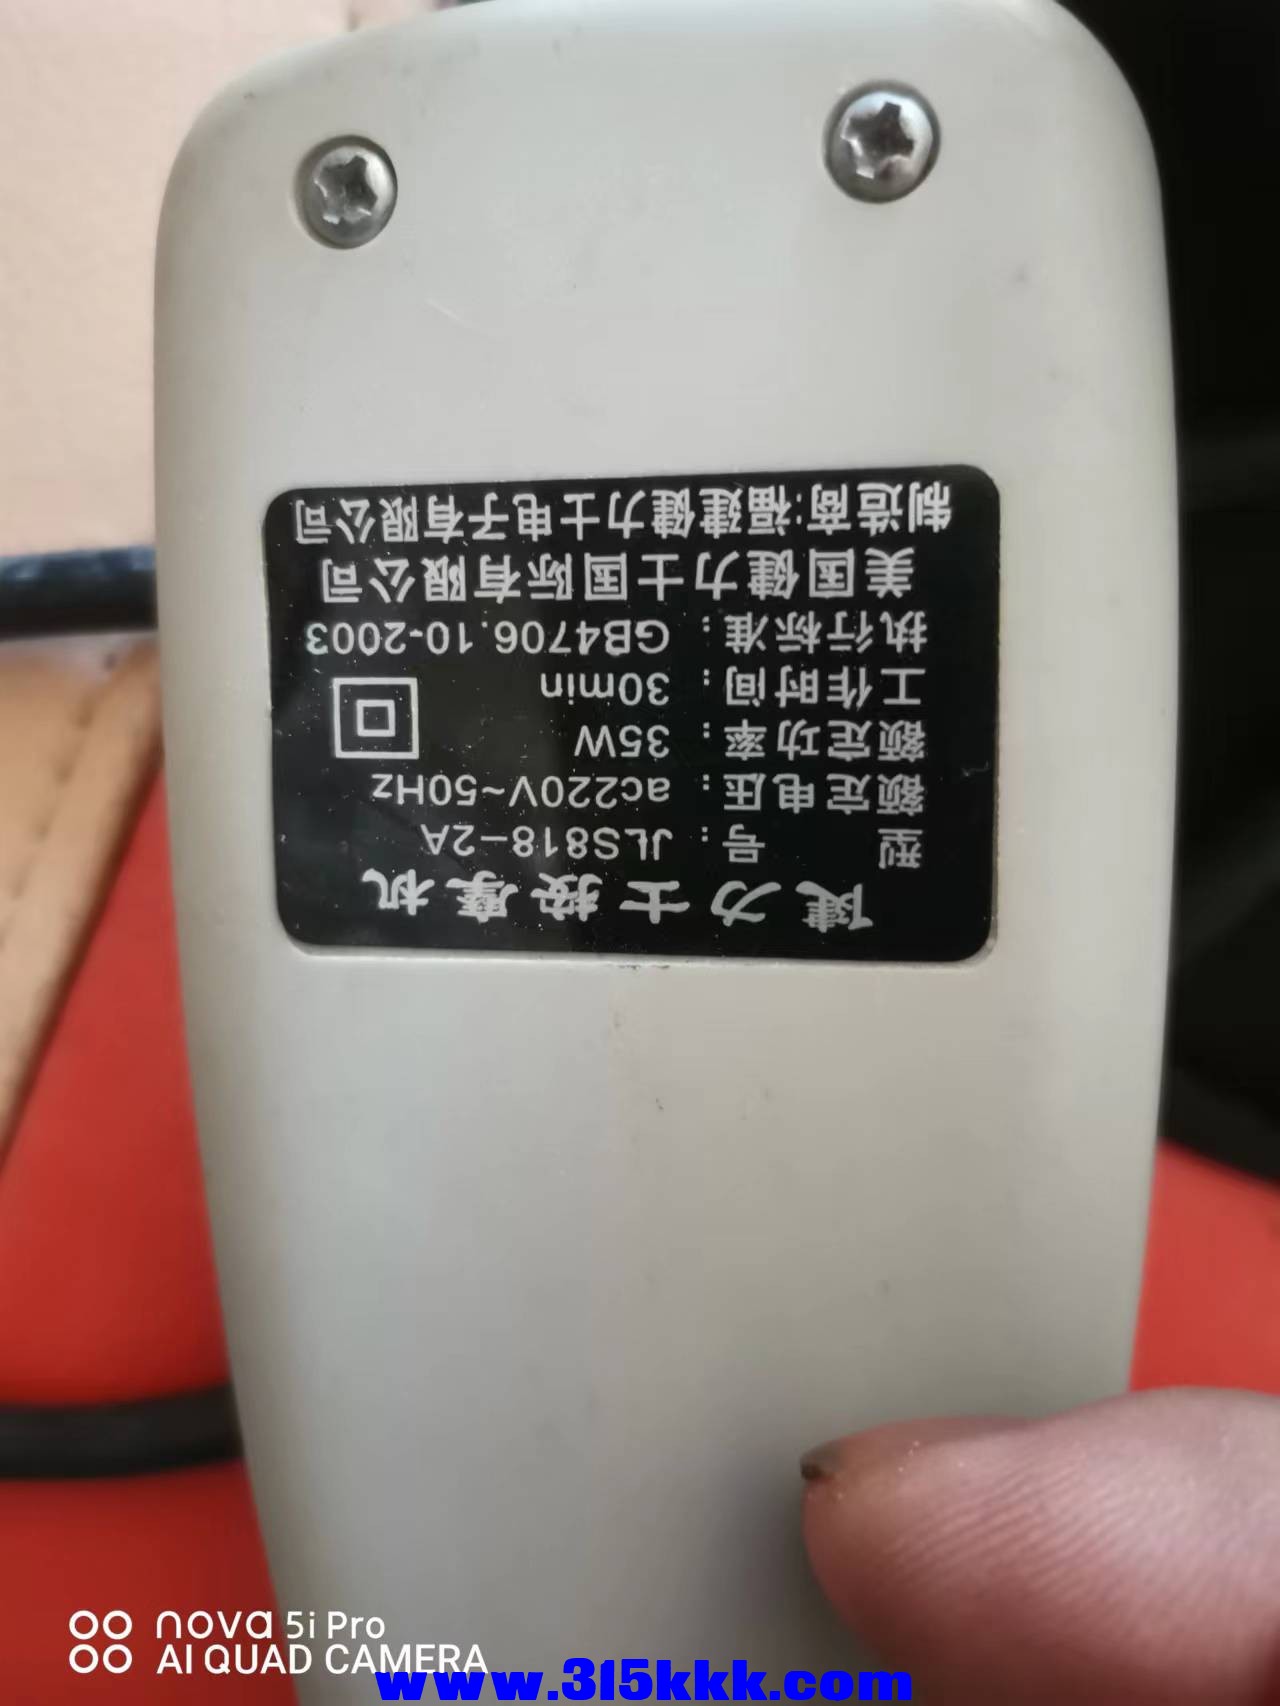 健力士按摩机
型 号： JLS818-2A
额定电压： ac220V~50Hz
额定功率： 35W
工作时间： 30min
执行标准： GB4706.10-2003
美国健力士国际有限公司
制造商:福建健力士电子有限公司
nova 5i Pro
AI QUAD CAMERA
www.315kkk.com